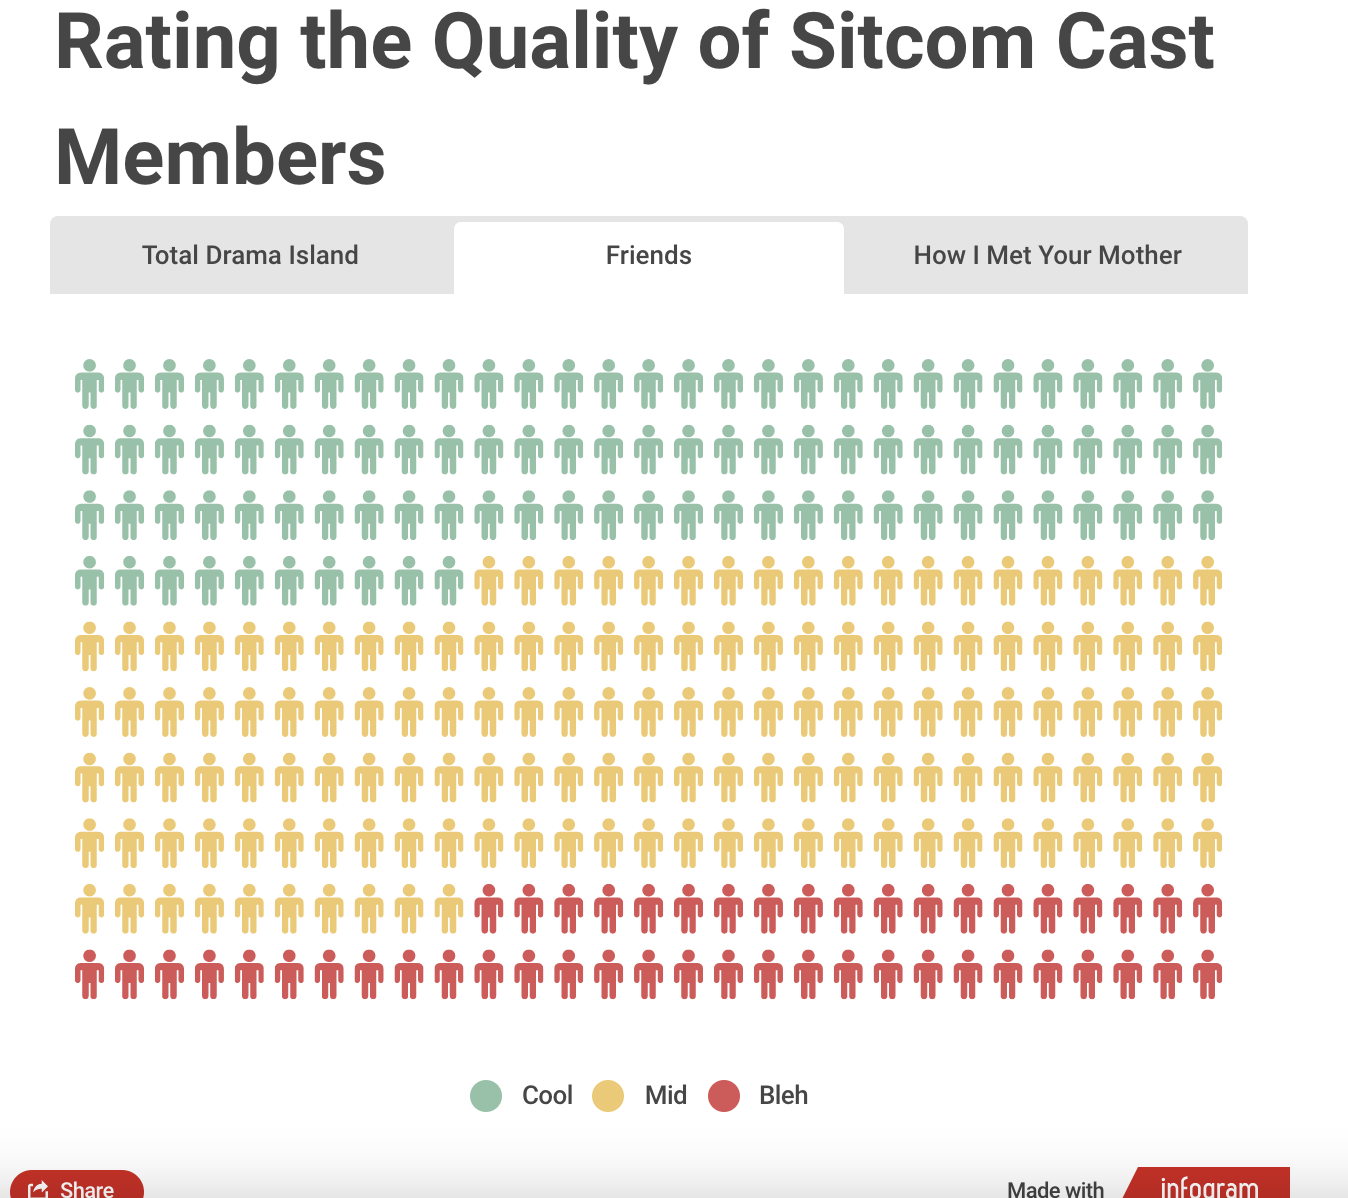 Rating the Quality of Sitcom Cast
Members
Total Drama Island
Friends
How I Met Your Mother
Cool
Mid
Bleh
Share
Made with
infogram